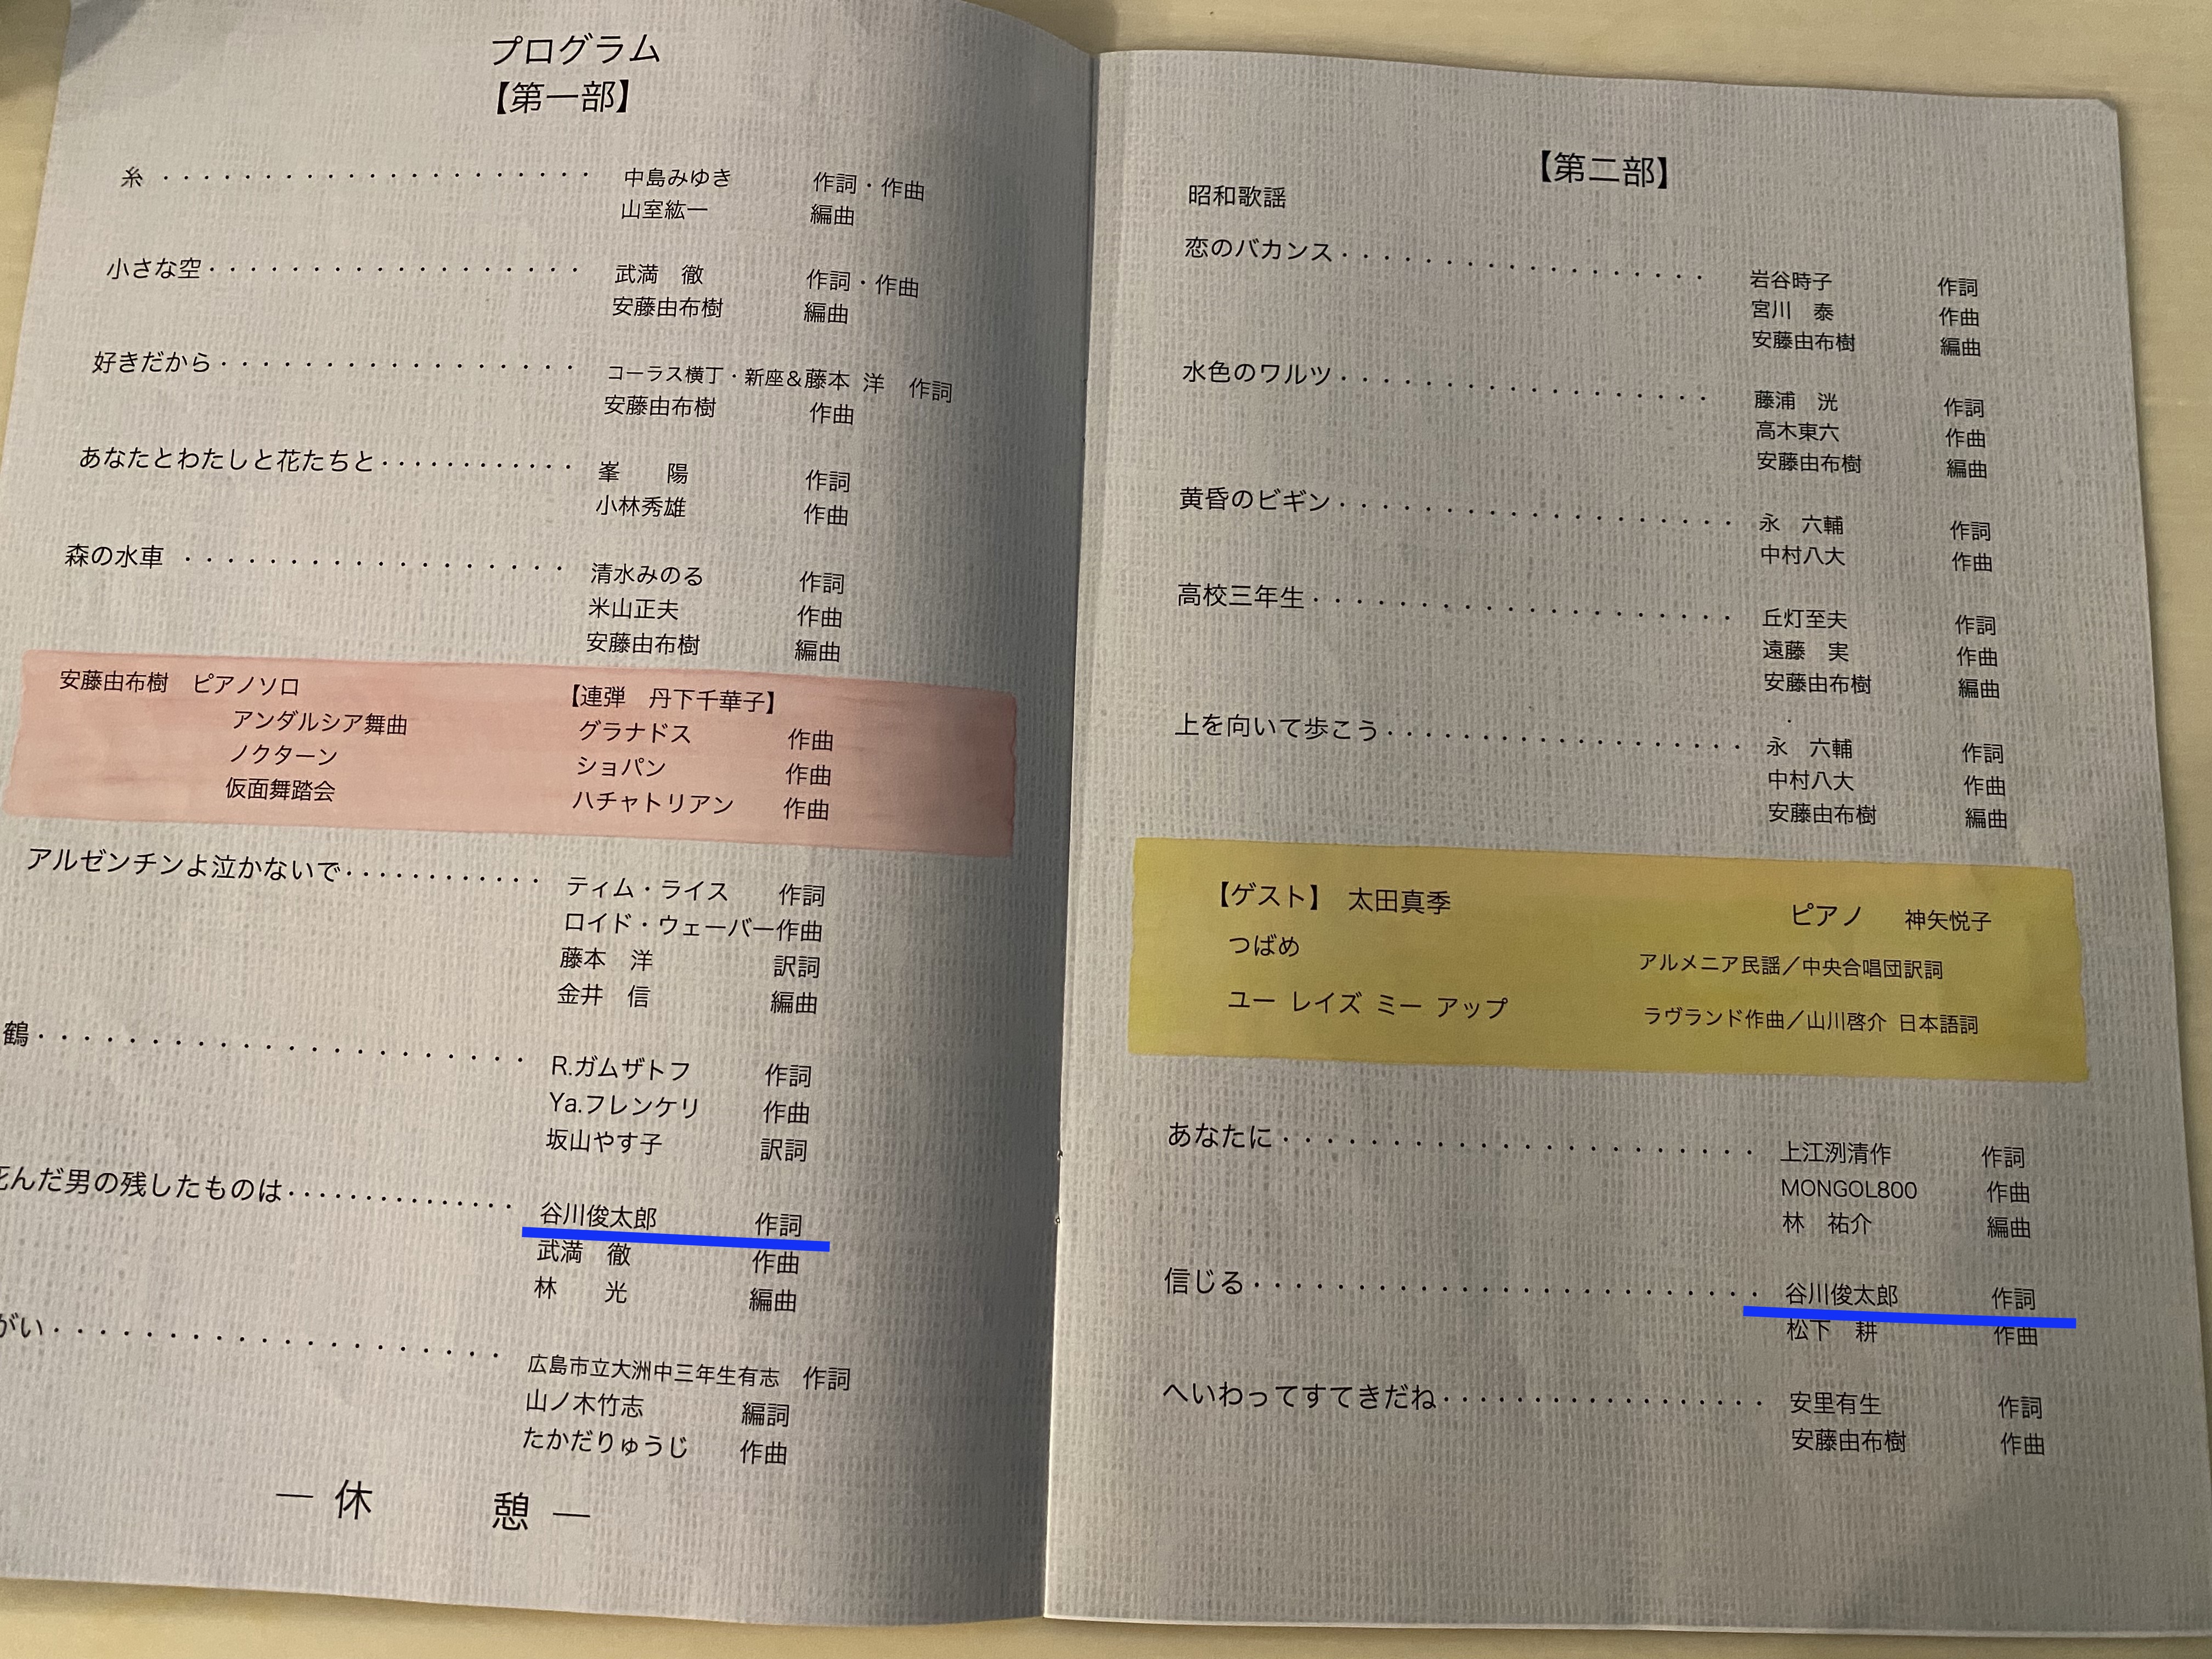 プログラム
【第一部】
糸 ・・・・・・・・・・・・・・・・・・ 中島みゆき 作詞・作曲
山室紘一 編曲
小さな空・・・・・・・・・・・・・・・・ 武満 徹 作詞・作曲
安藤由布樹 編曲
好きだから・・・・・・・・・・・・・・・・ コーラス横丁・新座&藤本 洋 作詞
安藤由布樹 作曲
あなたとわたしと花たちと・・・・・・・・・・・・ 峯 陽 作詞
小林秀雄 作曲
森の水車 ・・・・・・・・・・・・・・・・・ 清水みのる 作詞
米山正夫 作曲
安藤由布樹 編曲
安藤由布樹 ピアノソロ 【連弾 丹下千華子】
アンダルシア舞曲 グラナドス 作曲
ノクターン ショパン 作曲
仮面舞踏会 ハチャトリアン 作曲
アルゼンチンよ泣かないで・・・・・・・・・・・・ ティム・ライス 作詞
ロイド・ウェーバー作曲
藤本 洋 訳詞
金井 信 編曲
鶴・・・・・・・・・・・・・・・・・・・・・ R.ガムザトフ 作詞
Ya.フレンケリ 作曲
坂山やす子 訳詞
死んだ男の残したものは・・・・・・・・・・・・・・ 谷川俊太郎 作詞
武満 徹 作曲
林 光 編曲
がい・・・・・・・・・・・・・・・・・・・ 広島市立大洲中三年生有志 作詞
山ノ木竹志 編詞
たかだりゅうじ 作曲
― 休 憩 ―
【第二部】
昭和歌謡
恋のバカンス・・・・・・・・・・・・・・・・・ 岩谷時子 作詞
宮川 泰 作曲
安藤由布樹 編曲
水色のワルツ・・・・・・・・・・・・・・・・・ 藤浦 洸 作詞
高木東六 作曲
安藤由布樹 編曲
黄昏のビギン・・・・・・・・・・・・・・・・・・ 永 六輔 作詞
中村八大 作曲
高校三年生・・・・・・・・・・・・・・・・・・・ 丘灯至夫 作詞
遠藤 実 作曲
安藤由布樹 編曲
上を向いて歩こう・・・・・・・・・・・・・・・・・ 永 六輔 作詞
中村八大 作曲
安藤由布樹 編曲
【ゲスト】 太田真季 ピアノ 神矢悦子
つばめ アルメニア民謡／中央合唱団訳詞
ユー レイズ ミー アップ ラヴランド作曲／山川啓介 日本語詞
あなたに・・・・・・・・・・・・・・・・・・・・ 上江洌清作 作詞
MONGOL800 作曲
林 祐介 編曲
信じる・・・・・・・・・・・・・・・・・・・・・ 谷川俊太郎 作詞
松下 耕 作曲
へいわってすてきだね・・・・・・・・・・・・・・・・・ 安里有生 作詞
安藤由布樹 作曲